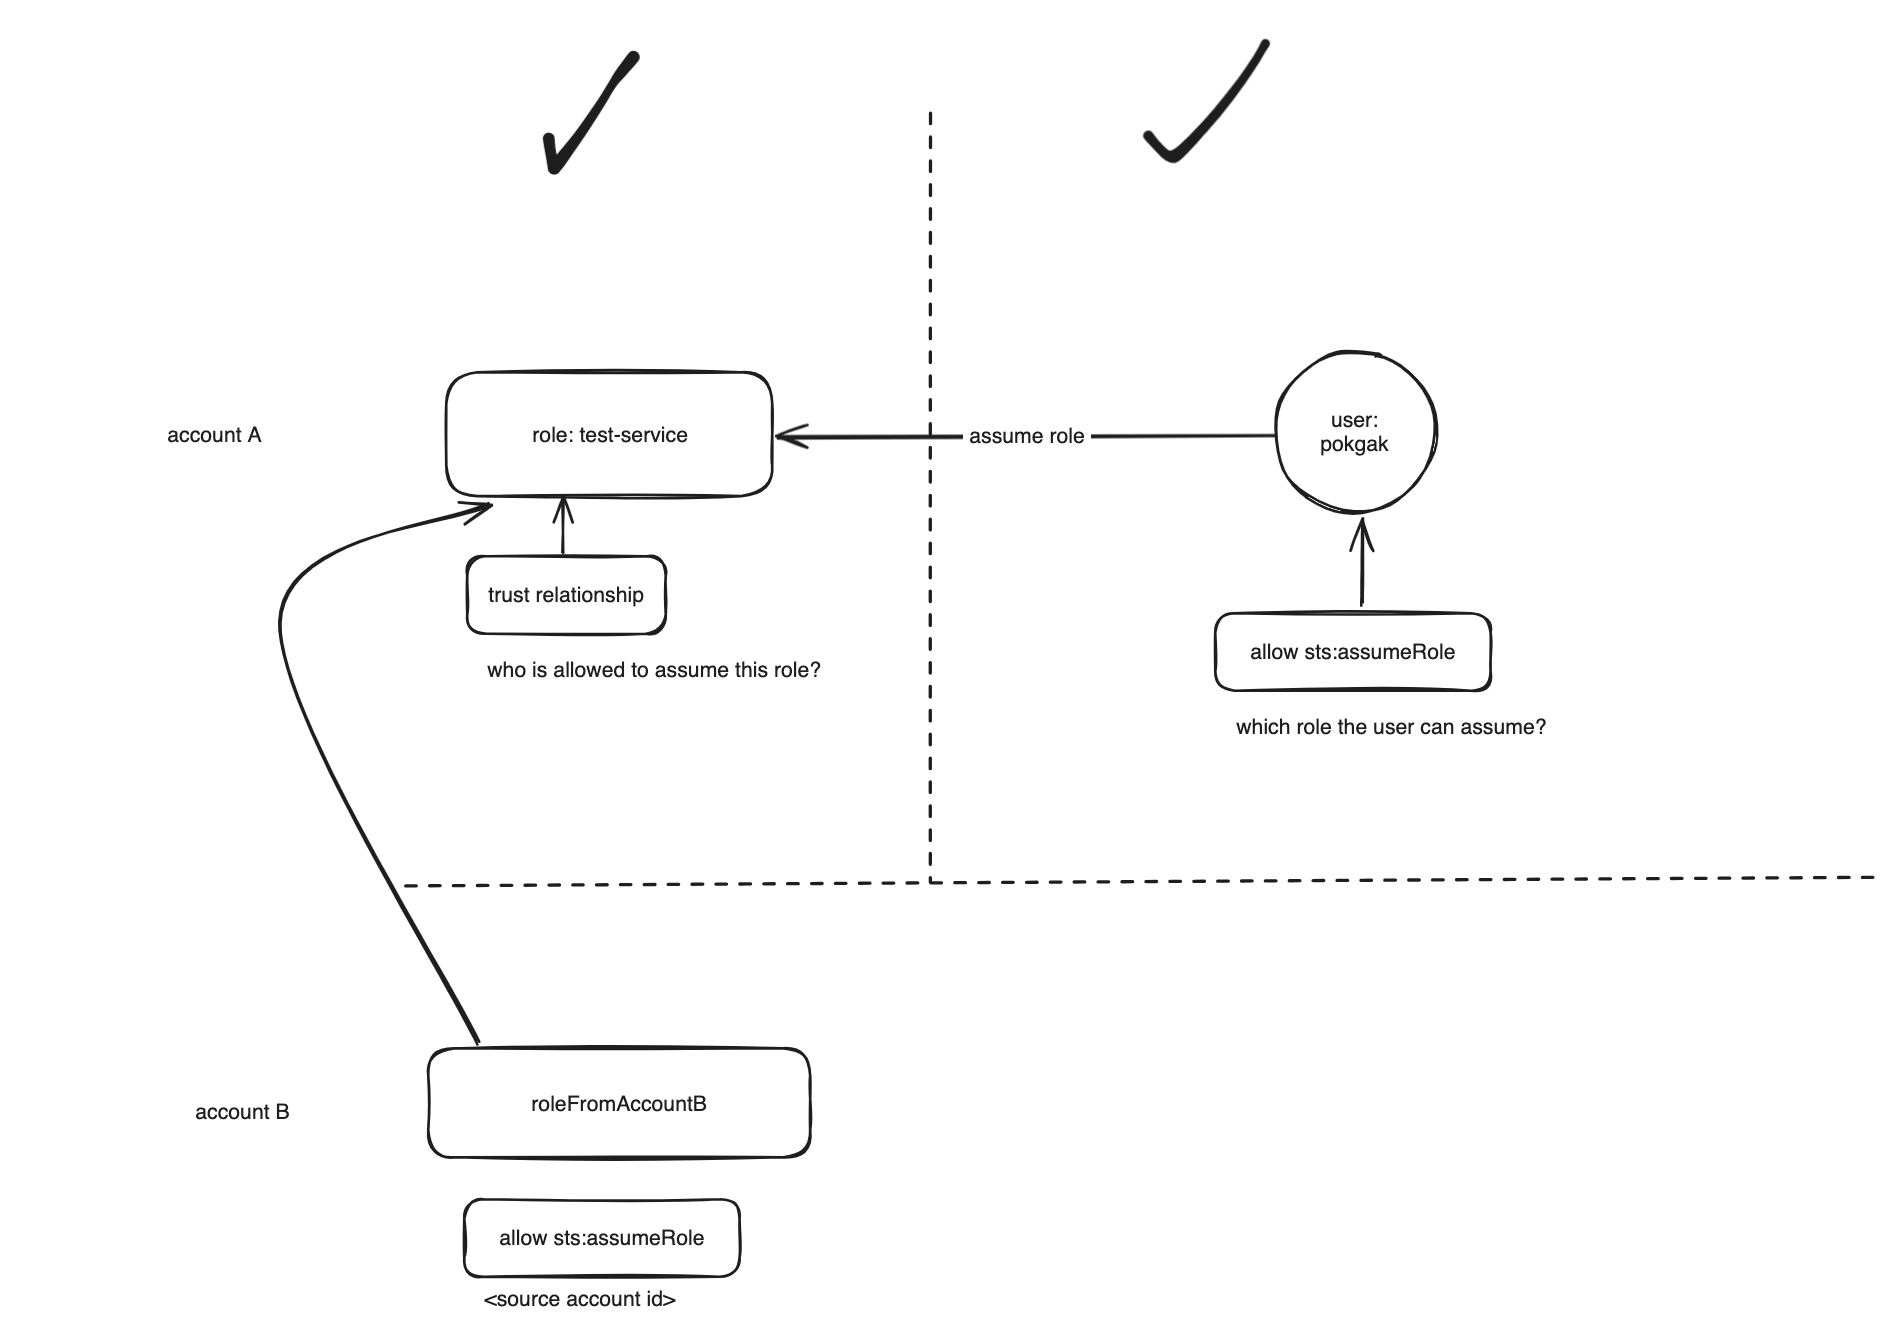 account A
role: test-service
assume role
user:
pokgak
trust relationship
who is allowed to assume this role?
allow sts:assumeRole
which role the user can assume?
account B
roleFromAccountB
allow sts:assumeRole
<source account id>